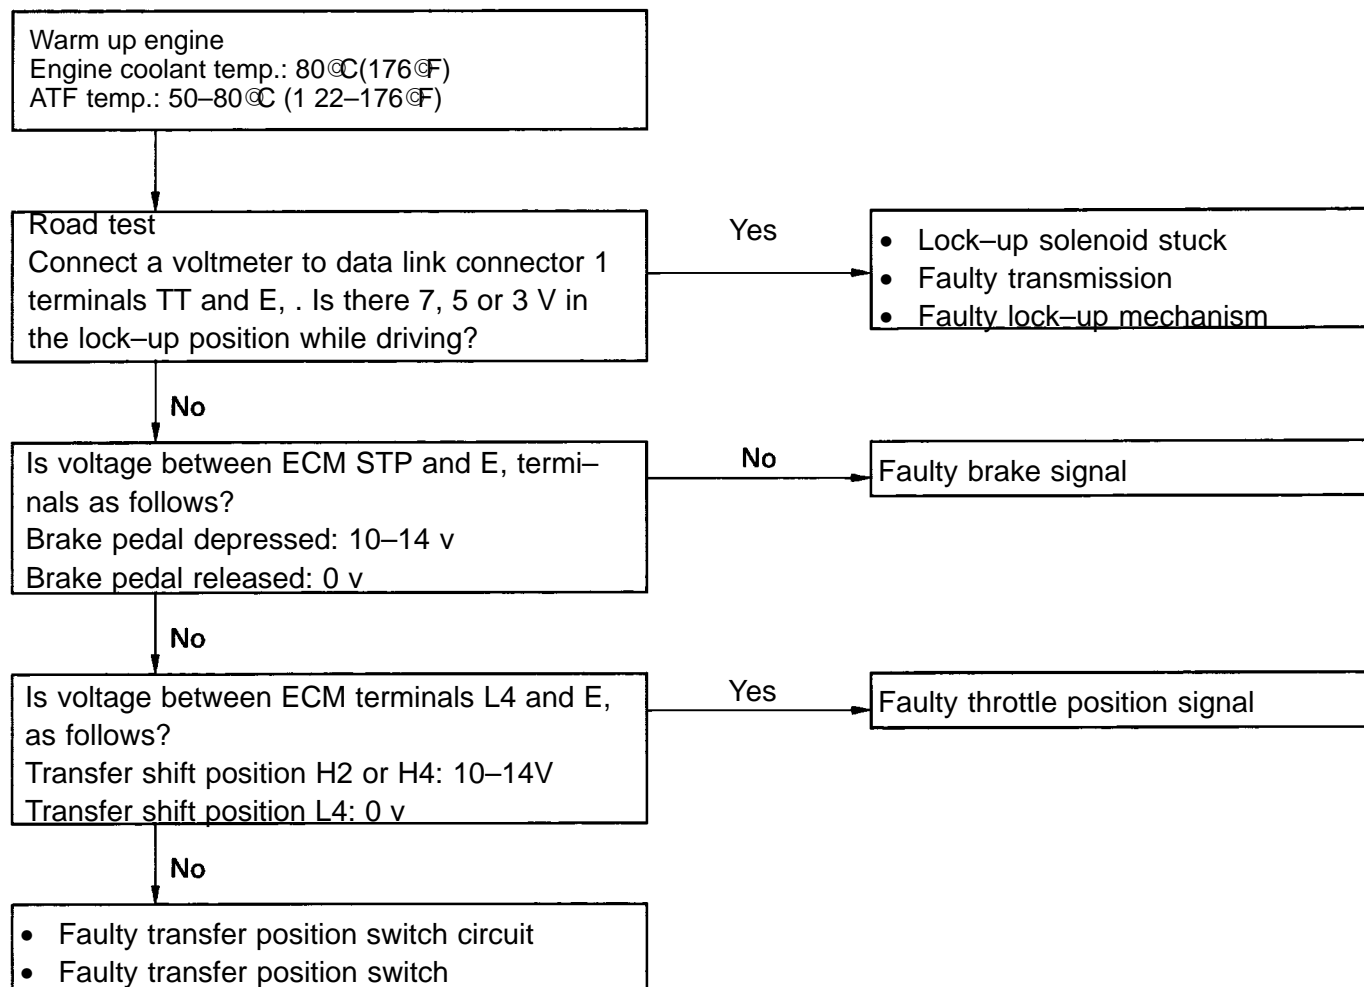 Warm up engine
Engine coolant temp.: 80©C(176©F)
ATF temp.: 50–80©C (1 22–176©F)
Road test
Connect a voltmeter to data link connector 1
terminals TT and E, . Is there 7, 5 or 3 V in
the lock–up position while driving?
Yes
• Lock–up solenoid stuck
• Faulty transmission
• Faulty lock–up mechanism
No
Is voltage between ECM STP and E, termi–
nals as follows?
Brake pedal depressed: 10–14 v
Brake pedal released: 0 v
No
Faulty brake signal
No
Is voltage between ECM terminals L4 and E,
as follows?
Transfer shift position H2 or H4: 10–14V
Transfer shift position L4: 0 v
Yes
Faulty throttle position signal
No
• Faulty transfer position switch circuit
• Faulty transfer position switch